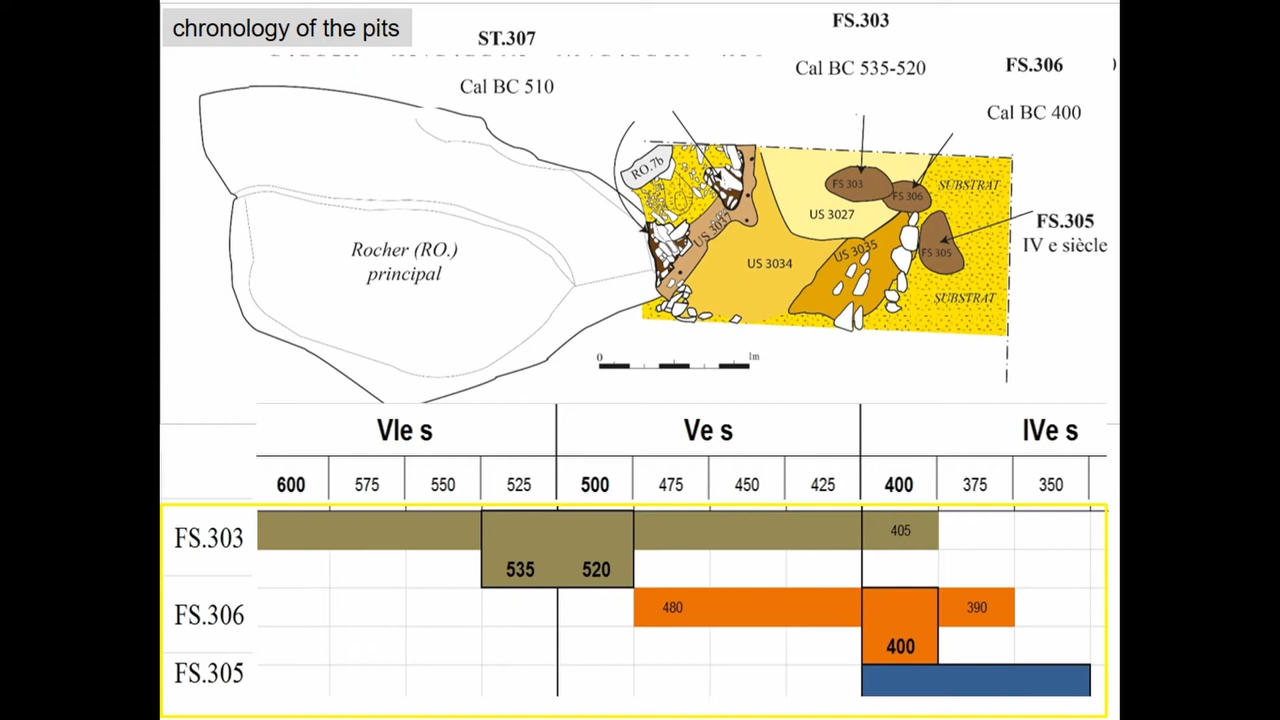 chronology of the pits
ST.307
Cal BC 510
FS.303
Cal BC 535-520
FS.306
Cal BC 400
)
RO.7b
FS 303
FS 306
SUBSTRAT
US 3027
US 3037
FS.305
IV e siècle
Rocher (RO.)
principal
US 3034
US 3035
FS 305
SUBSTRAT
0 1m
VIe s Ve s IVe s
600 575 550 525 500 475 450 425 400 375 350
FS.303 405
535 520
FS.306 480 390
400
FS.305